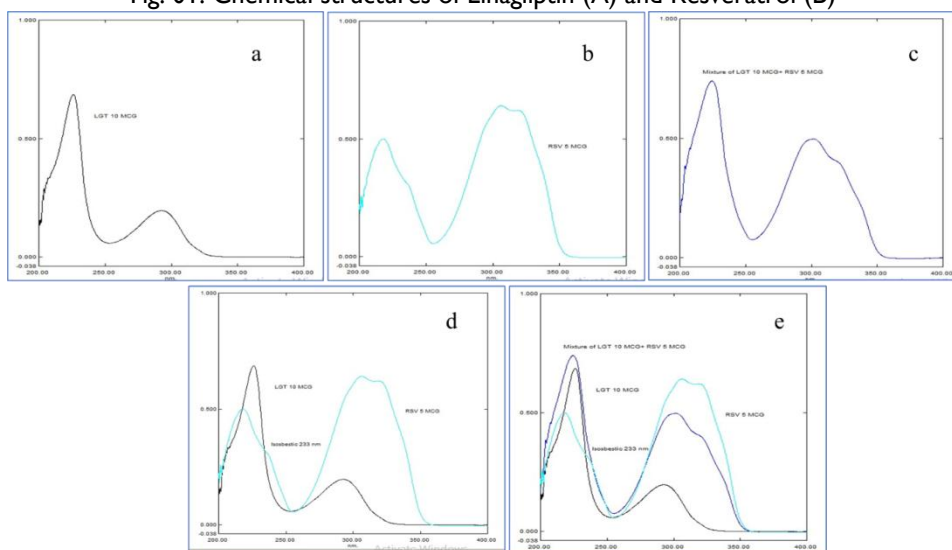 Fig. 01: Chemical structures of Linagliptin (A) and Resveratrol (B)
a
1.000
LGT 10 MCG
0.500
0.000
-0.038
200.00 250.00 300.00 350.00 400.00
nm
b
1.000
RSV 5 MCG
0.500
0.000
-0.038
200.00 250.00 300.00 350.00 400.00
c
1.000
Mixture of LGT 10 MCG+ RSV 5 MCG
0.500
0.000
-0.038
200.00 250.00 300.00 350.00 400.00
d
1.000
LGT 10 MCG
RSV 5 MCG
0.500
Isosbestic 233 nm
0.000
-0.038
200.00 250.00 300.00 350.00 400.00
nm.
Activate Windows
e
1.000
Mixture of LGT 10 MCG+ RSV 5 MCG
LGT 10 MCG
RSV 5 MCG
0.500
Isosbestic 233 nm
0.000
-0.038
200.00 250.00 300.00 350.00 400.00